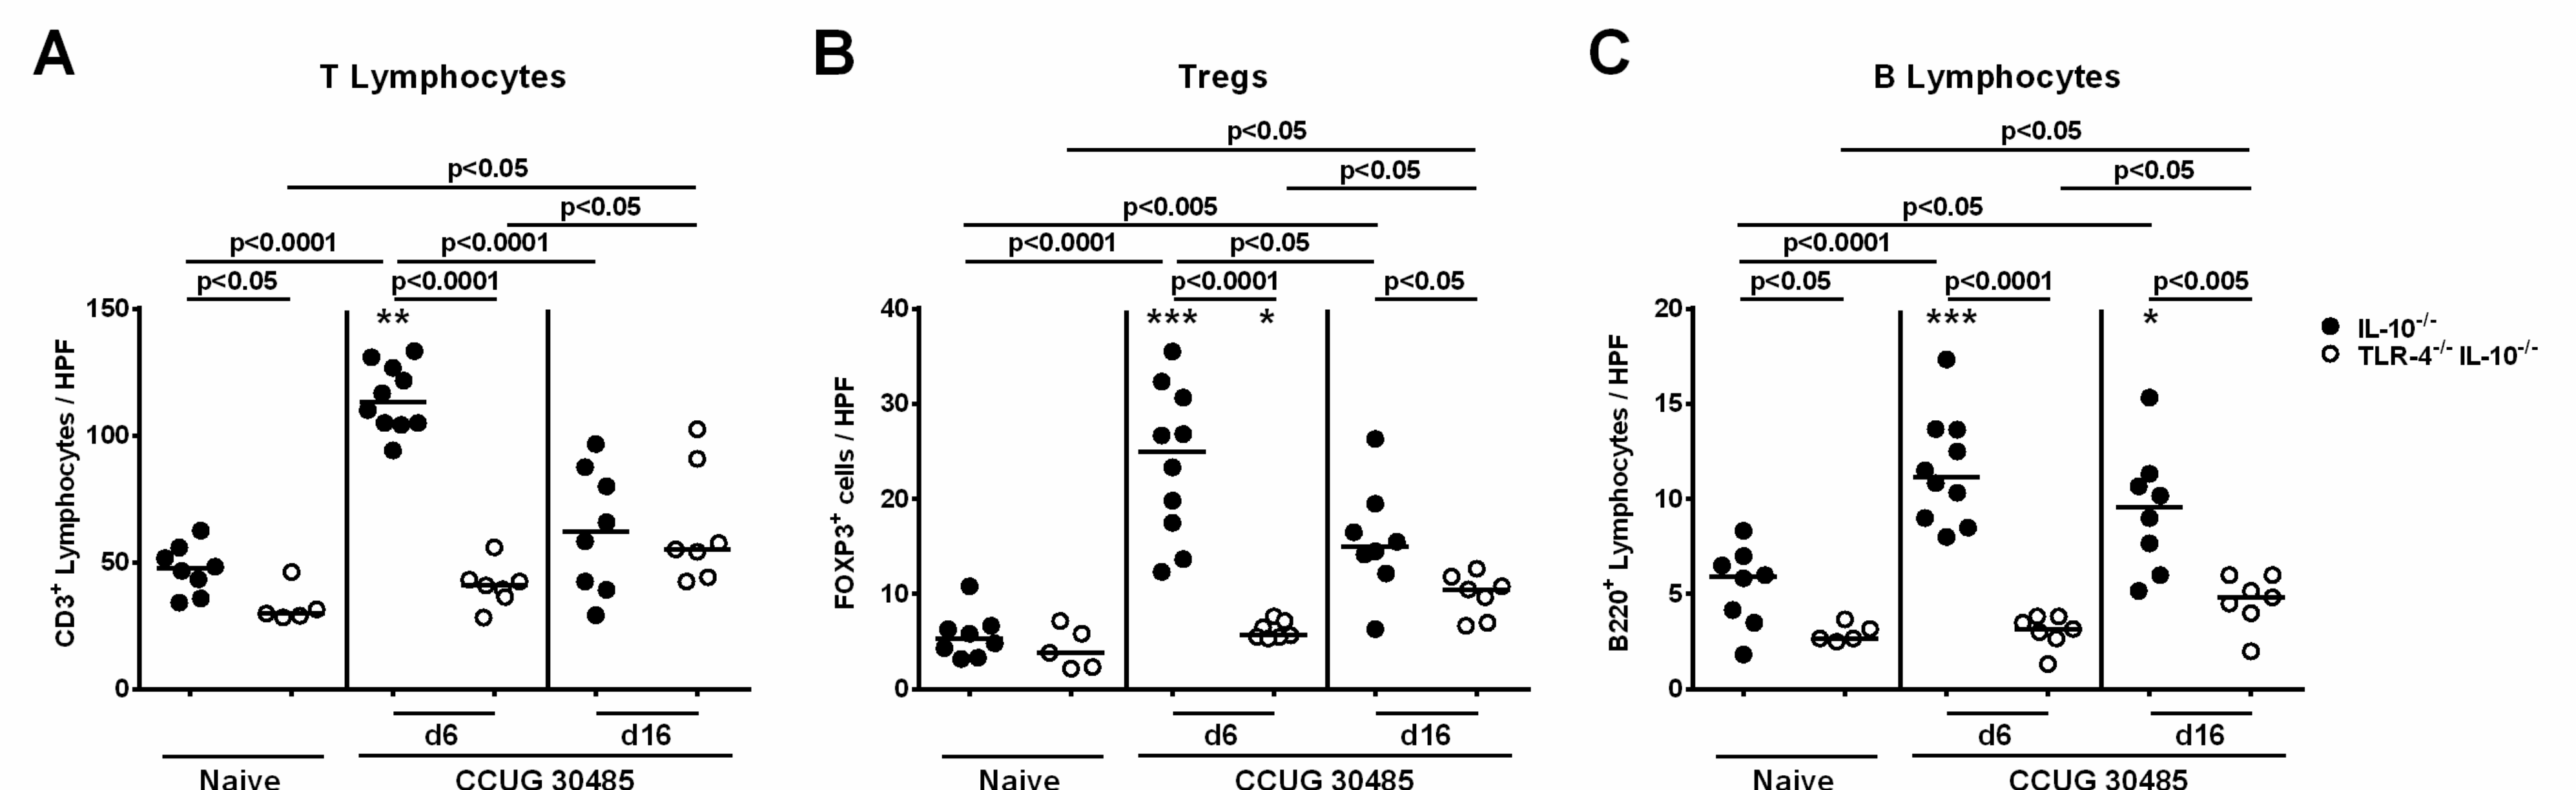 A
T Lymphocytes
p<0.05
p<0.05
p<0.0001 p<0.0001
p<0.05 p<0.0001
**
150
100
50
0
CD3+ Lymphocytes / HPF
d6 d16
Naive CCUG 30485
B
Tregs
p<0.05
p<0.05
p<0.005
p<0.0001 p<0.05
p<0.0001 p<0.05
*** *
40
30
20
10
0
FOXP3+ cells / HPF
d6 d16
Naive CCUG 30485
C
B Lymphocytes
p<0.05
p<0.05
p<0.05
p<0.0001
p<0.05 p<0.0001 p<0.005
*** *
20
15
10
5
0
B220+ Lymphocytes / HPF
d6 d16
Naive CCUG 30485
IL-10-/-
TLR-4-/- IL-10-/-